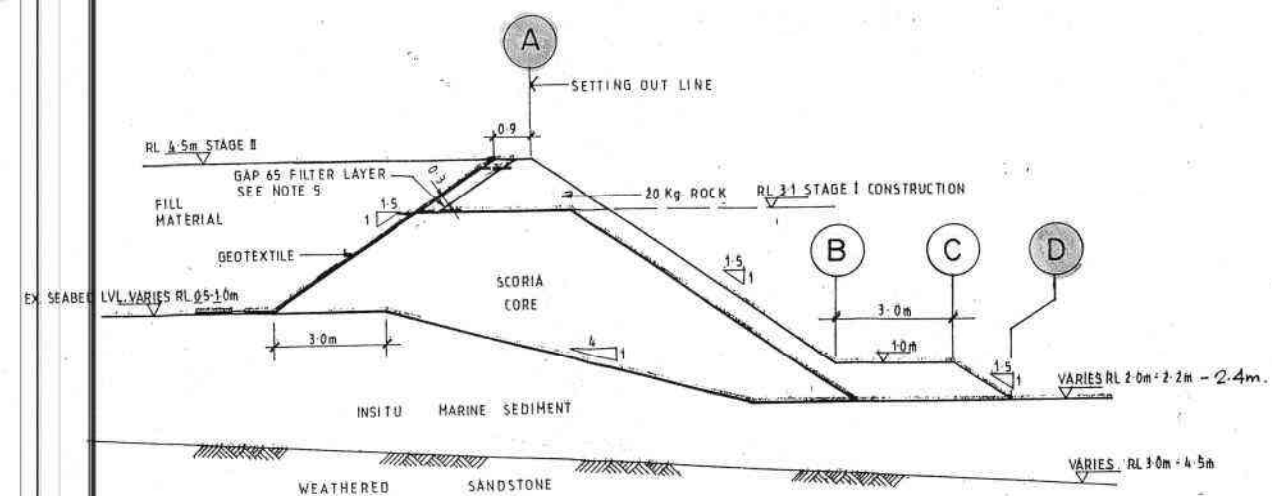 A
SETTING OUT LINE
0.9
RL 4.5m STAGE II
GAP 65 FILTER LAYER
SEE NOTE 5
0.3
20 Kg ROCK
RL 3.1 STAGE I CONSTRUCTION
FILL
MATERIAL
1.5
1
GEOTEXTILE
B
C
D
1.5
1
SCORIA
CORE
EX. SEABED LVL. VARIES RL 0.5-1.0m
3.0m
3.0m
4
1
1.0m
1.5
1
VARIES RL 2.0m - 2.2m - 2.4m.
INSITU MARINE SEDIMENT
VARIES. RL 3.0m - 4.5m
WEATHERED SANDSTONE